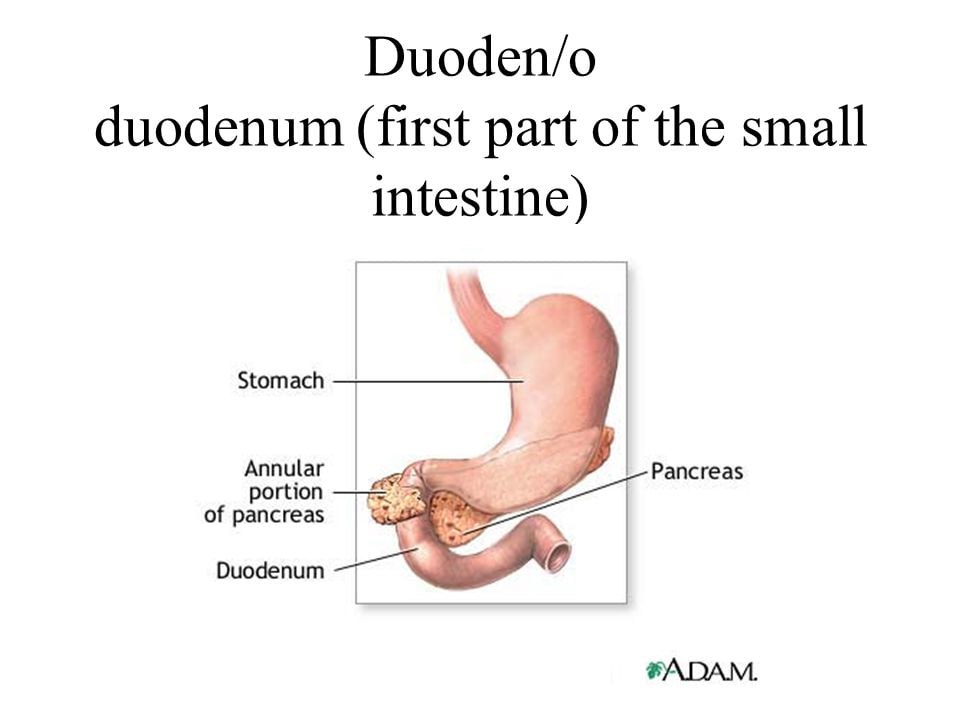 Duoden/o
duodenum (first part of the small
intestine)
Stomach
Annular
portion
of pancreas
Pancreas
Duodenum
A.D.A.M.